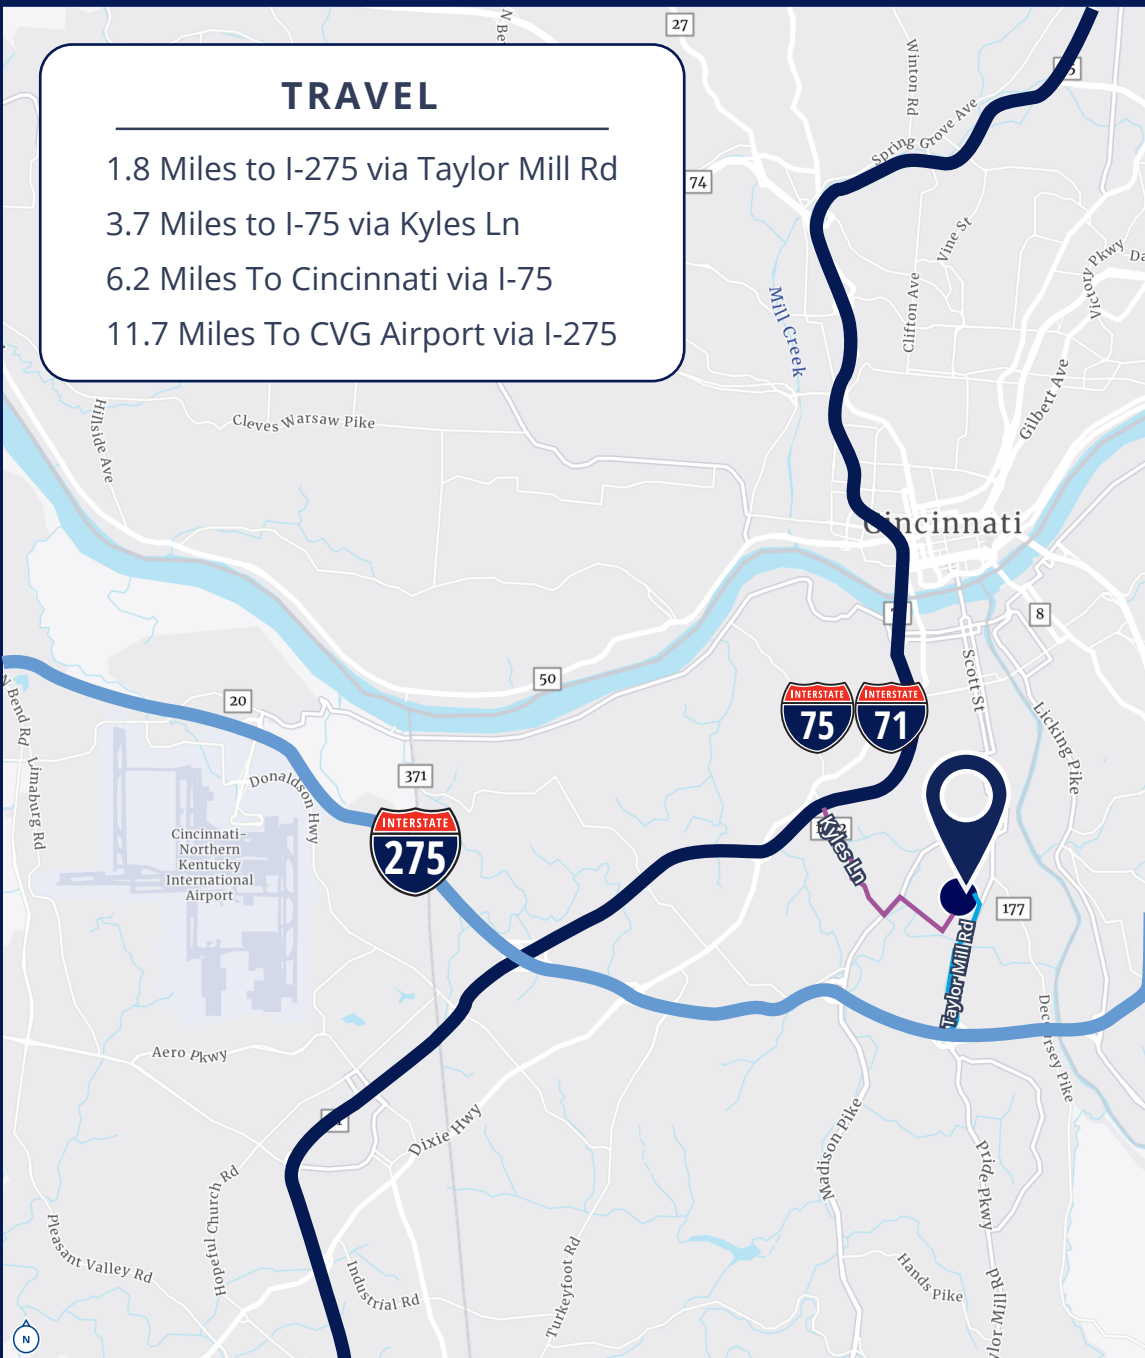 TRAVEL
1.8 Miles to I-275 via Taylor Mill Rd
3.7 Miles to I-75 via Kyles Ln
6.2 Miles To Cincinnati via I-75
11.7 Miles To CVG Airport via I-275
27
Winton Rd
Spring Grove Ave
74
Vine St
Victory Pkwy
Clifton Ave
Mill Creek
Gilbert Ave
Hillside Ave
Cleves Warsaw Pike
Cincinnati
8
Scott St
50
20
INTERSTATE
75
INTERSTATE
71
N Bend Rd
Licking Pike
Limaburg Rd
Donaldson Hwy
371
INTERSTATE
275
Cincinnati-
Northern
Kentucky
International
Airport
Kyles Ln
177
Taylor Mill Rd
Decoursey Pike
Aero Pkwy
Dixie Hwy
Madison Pike
Pride Pkwy
Hopeful Church Rd
Pleasant Valley Rd
Industrial Rd
Turkeyfoot Rd
Hands Pike
lor Mill Rd
N